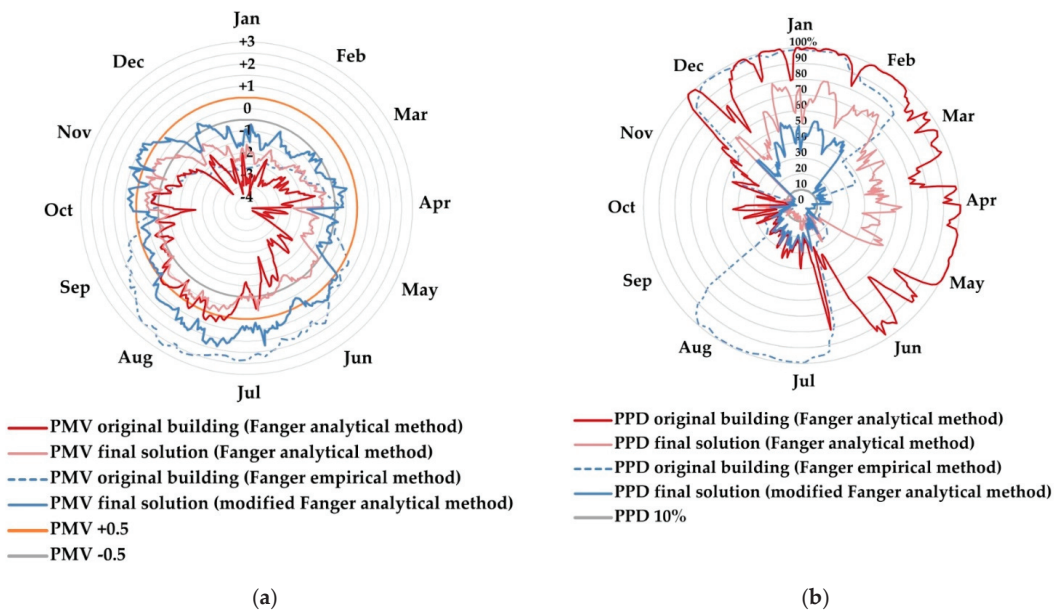 Jan
Feb
Mar
Apr
May
Jun
Jul
Aug
Sep
Oct
Nov
Dec
+3
+2
+1
0
-1
-2
-3
-4
PMV original building (Fanger analytical method)
PMV final solution (Fanger analytical method)
PMV original building (Fanger empirical method)
PMV final solution (modified Fanger analytical method)
PMV +0.5
PMV -0.5
(a)
Jan
Feb
Mar
Apr
May
Jun
Jul
Aug
Sep
Oct
Nov
Dec
100%
90
80
70
60
50
40
30
20
10
0
PPD original building (Fanger analytical method)
PPD final solution (Fanger analytical method)
PPD original building (Fanger empirical method)
PPD final solution (modified Fanger analytical method)
PPD 10%
(b)